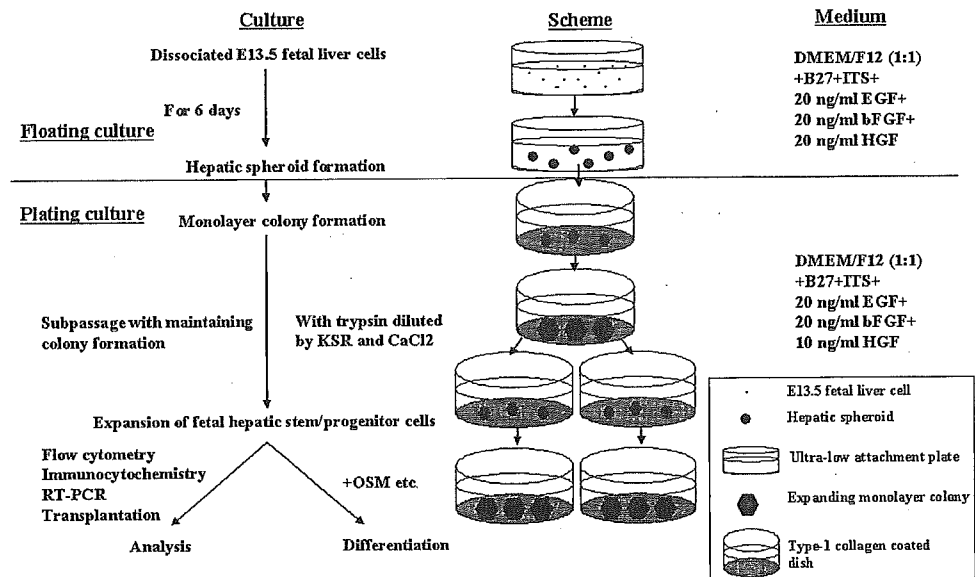 Culture
Scheme
Medium
Dissociated E13.5 fetal liver cells
For 6 days
Floating culture
Hepatic spheroid formation
DMEM/F12 (1:1)
+B27+ITS+
20 ng/ml EGF+
20 ng/ml bFGF+
20 ng/ml HGF
Plating culture
Monolayer colony formation
Subpassage with maintaining
colony formation
With trypsin diluted
by KSR and CaCl2
DMEM/F12 (1:1)
+B27+ITS+
20 ng/ml EGF+
20 ng/ml bFGF+
10 ng/ml HGF
Expansion of fetal hepatic stem/progenitor cells
Flow cytometry
Immunocytochemistry
RT-PCR
Transplantation
+OSM etc.
Analysis
Differentiation
E13.5 fetal liver cell
Hepatic spheroid
Ultra-low attachment plate
Expanding monolayer colony
Type-1 collagen coated
dish